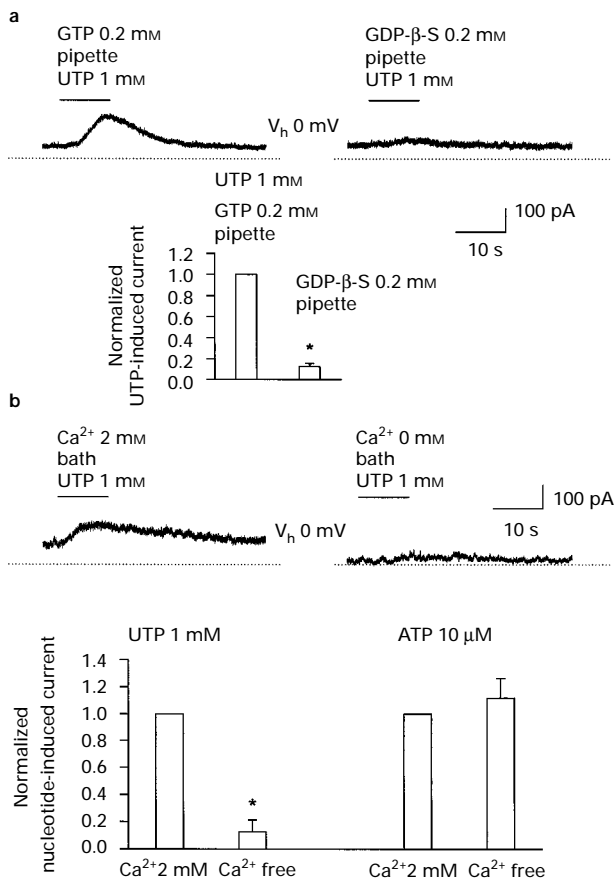 a
GTP 0.2 mM
pipette
UTP 1 mM
GDP-β-S 0.2 mM
pipette
UTP 1 mM
Vh 0 mV
UTP 1 mM
GTP 0.2 mM
pipette
100 pA
10 s
Normalized
UTP-induced current
1.2
1.0
0.8
0.6
0.4
0.2
0.0
GDP-β-S 0.2 mM
pipette
*
b
Ca2+ 2 mM
bath
UTP 1 mM
Ca2+ 0 mM
bath
UTP 1 mM
100 pA
10 s
Vh 0 mV
UTP 1 mM
ATP 10 µM
Normalized
nucleotide-induced current
1.4
1.2
1.0
0.8
0.6
0.4
0.2
0.0
*
Ca2+2 mM
Ca2+ free
Ca2+2 mM
Ca2+ free